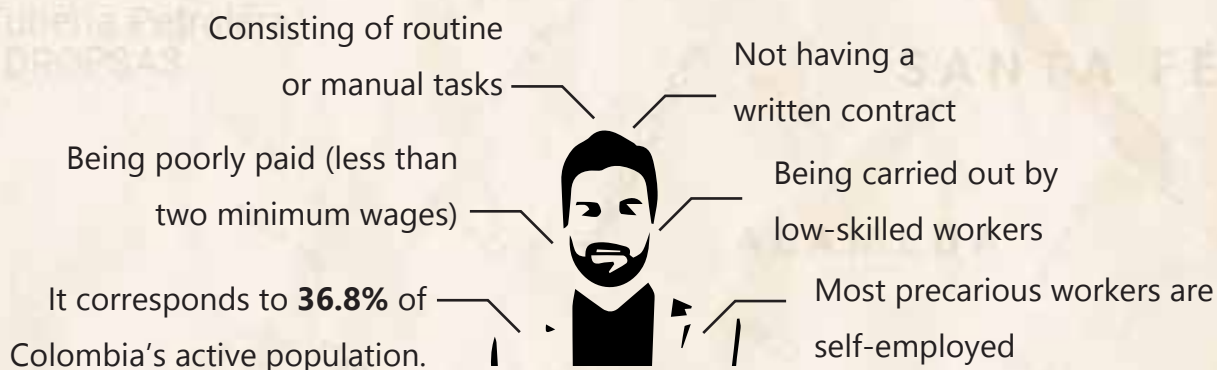 Consisting of routine
or manual tasks
Not having a
written contract
Being poorly paid (less than
two minimum wages)
Being carried out by
low-skilled workers
It corresponds to 36.8% of
Colombia's active population.
Most precarious workers are
self-employed